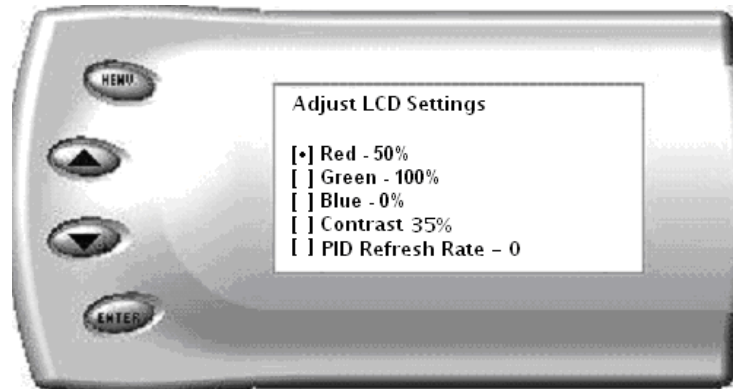 MENU
Adjust LCD Settings
[•] Red - 50%
[ ] Green - 100%
[ ] Blue - 0%
[ ] Contrast 35%
[ ] PID Refresh Rate – 0
ENTER